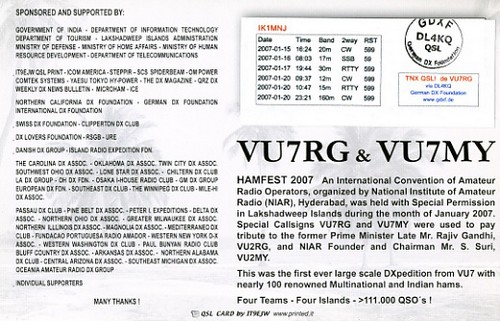 SPONSORED AND SUPPORTED BY:
GOVERNMENT OF INDIA - DEPARTMENT OF INFORMATION TECHNOLOGY
DEPARTMENT OF TOURISM - LAKSHADWEEP ISLANDS ADMINISTRATION
MINISTRY OF DEFENSE - MINISTRY OF HOME AFFAIRS - MINISTRY OF HUMAN
RESOURCE DEVELOPMENT - DEPARTMENT OF TELECOMMUNICATIONS
IT9EJW QSL PRINT - ICOM AMERICA - STEPPIR - SCS SPIDERBEAM - OM POWER
COMTEK SYSTEMS - YAESU TOKYO HY-POWER - THE DX MAGAZINE - QRZ DX
WEEKLY DX NEWS BULLETIN - MICROHAM - ICE
NORTHERN CALIFORNIA DX FOUNDATION - GERMAN DX FOUNDATION
INTERNATIONAL DX FOUNDATION
SWISS DX FOUNDATION - CLIPPERTON DX CLUB
DX LOVERS FOUNDATION - RSGB - URE
DANISH DX GROUP - ISLAND RADIO EXPEDITION FDN.
THE CAROLINA DX ASSOC. - OKLAHOMA DX ASSOC. TWIN CITY DX ASSOC.
SOUTHWEST OHIO DX ASSOC. - LONE STAR DX ASSOC. - CHILTERN DX CLUB
LA DX GROUP - OH DX FDN. - OSAKA I-HOUSE RADIO CLUB - GM DX GROUP
EUROPEAN DX FDN. - SOUTHEAST DX CLUB - THE WINNIPEG DX CLUB - MILE-HI
DX ASSOC.
PASSAU DX CLUB - PINE BELT DX ASSOC. - PETER I. EXPEDITIONS - DELTA DX
ASSOC. - NORTHERN OHIO DX ASSOC. - GREATER MILWAUKEE DX ASSOC.
NORTHERN ILLINOIS DX ASSOC. - MAGNOLIA DX ASSOC. - MEDITERRANEO DX
CLUB - FUNDACAO PORTUGUESA RADIO AMADOR - WESTERN NEW YORK D-X
ASSOC. - WESTERN WASHINGTON DX CLUB - PAUL BUNYAN RADIO CLUB
BLUFF COUNTRY DX ASSOC. - ARKANSAS DX ASSOC. - NORTHERN ALABAMA
DX CLUB - CENTRAL ARIZONA DX ASSOC. - SOUTHEAST MICHIGAN DX ASSOC.
OCEANIA AMATEUR RADIO DX GROUP
INDIVIDUAL SUPPORTERS
MANY THANKS !
IK1MNJ
Date Time Band 2way RST
2007-01-15 16:24 20m CW 599
2007-01-16 08:03 17m SSB 59
2007-01-17 19:44 30m RTTY 599
2007-01-20 09:37 12m CW 599
2007-01-20 10:47 15m RTTY 599
2007-01-20 23:21 160m CW 599
GDXF
DL4KQ
QSL
German DX Foundation
TNX QSL! de VU7RG
via DL4KQ
German DX Foundation
www.gdxf.de
VU7RG & VU7MY
HAMFEST 2007 An International Convention of Amateur
Radio Operators, organized by National Institute of Amateur
Radio (NIAR), Hyderabad, was held with Special Permission
in Lakshadweep Islands during the month of January 2007.
Special Callsigns VU7RG and VU7MY were used to pay
tribute to the former Prime Minister Late Mr. Rajiv Gandhi,
VU2RG, and NIAR Founder and Chairman Mr. S. Suri,
VU2MY.
This was the first ever large scale DXpedition from VU7 with
nearly 100 renowned Multinational and Indian hams.
Four Teams - Four Islands - >111.000 QSO´s !
QSL CARD by IT9EJW www.printed.it